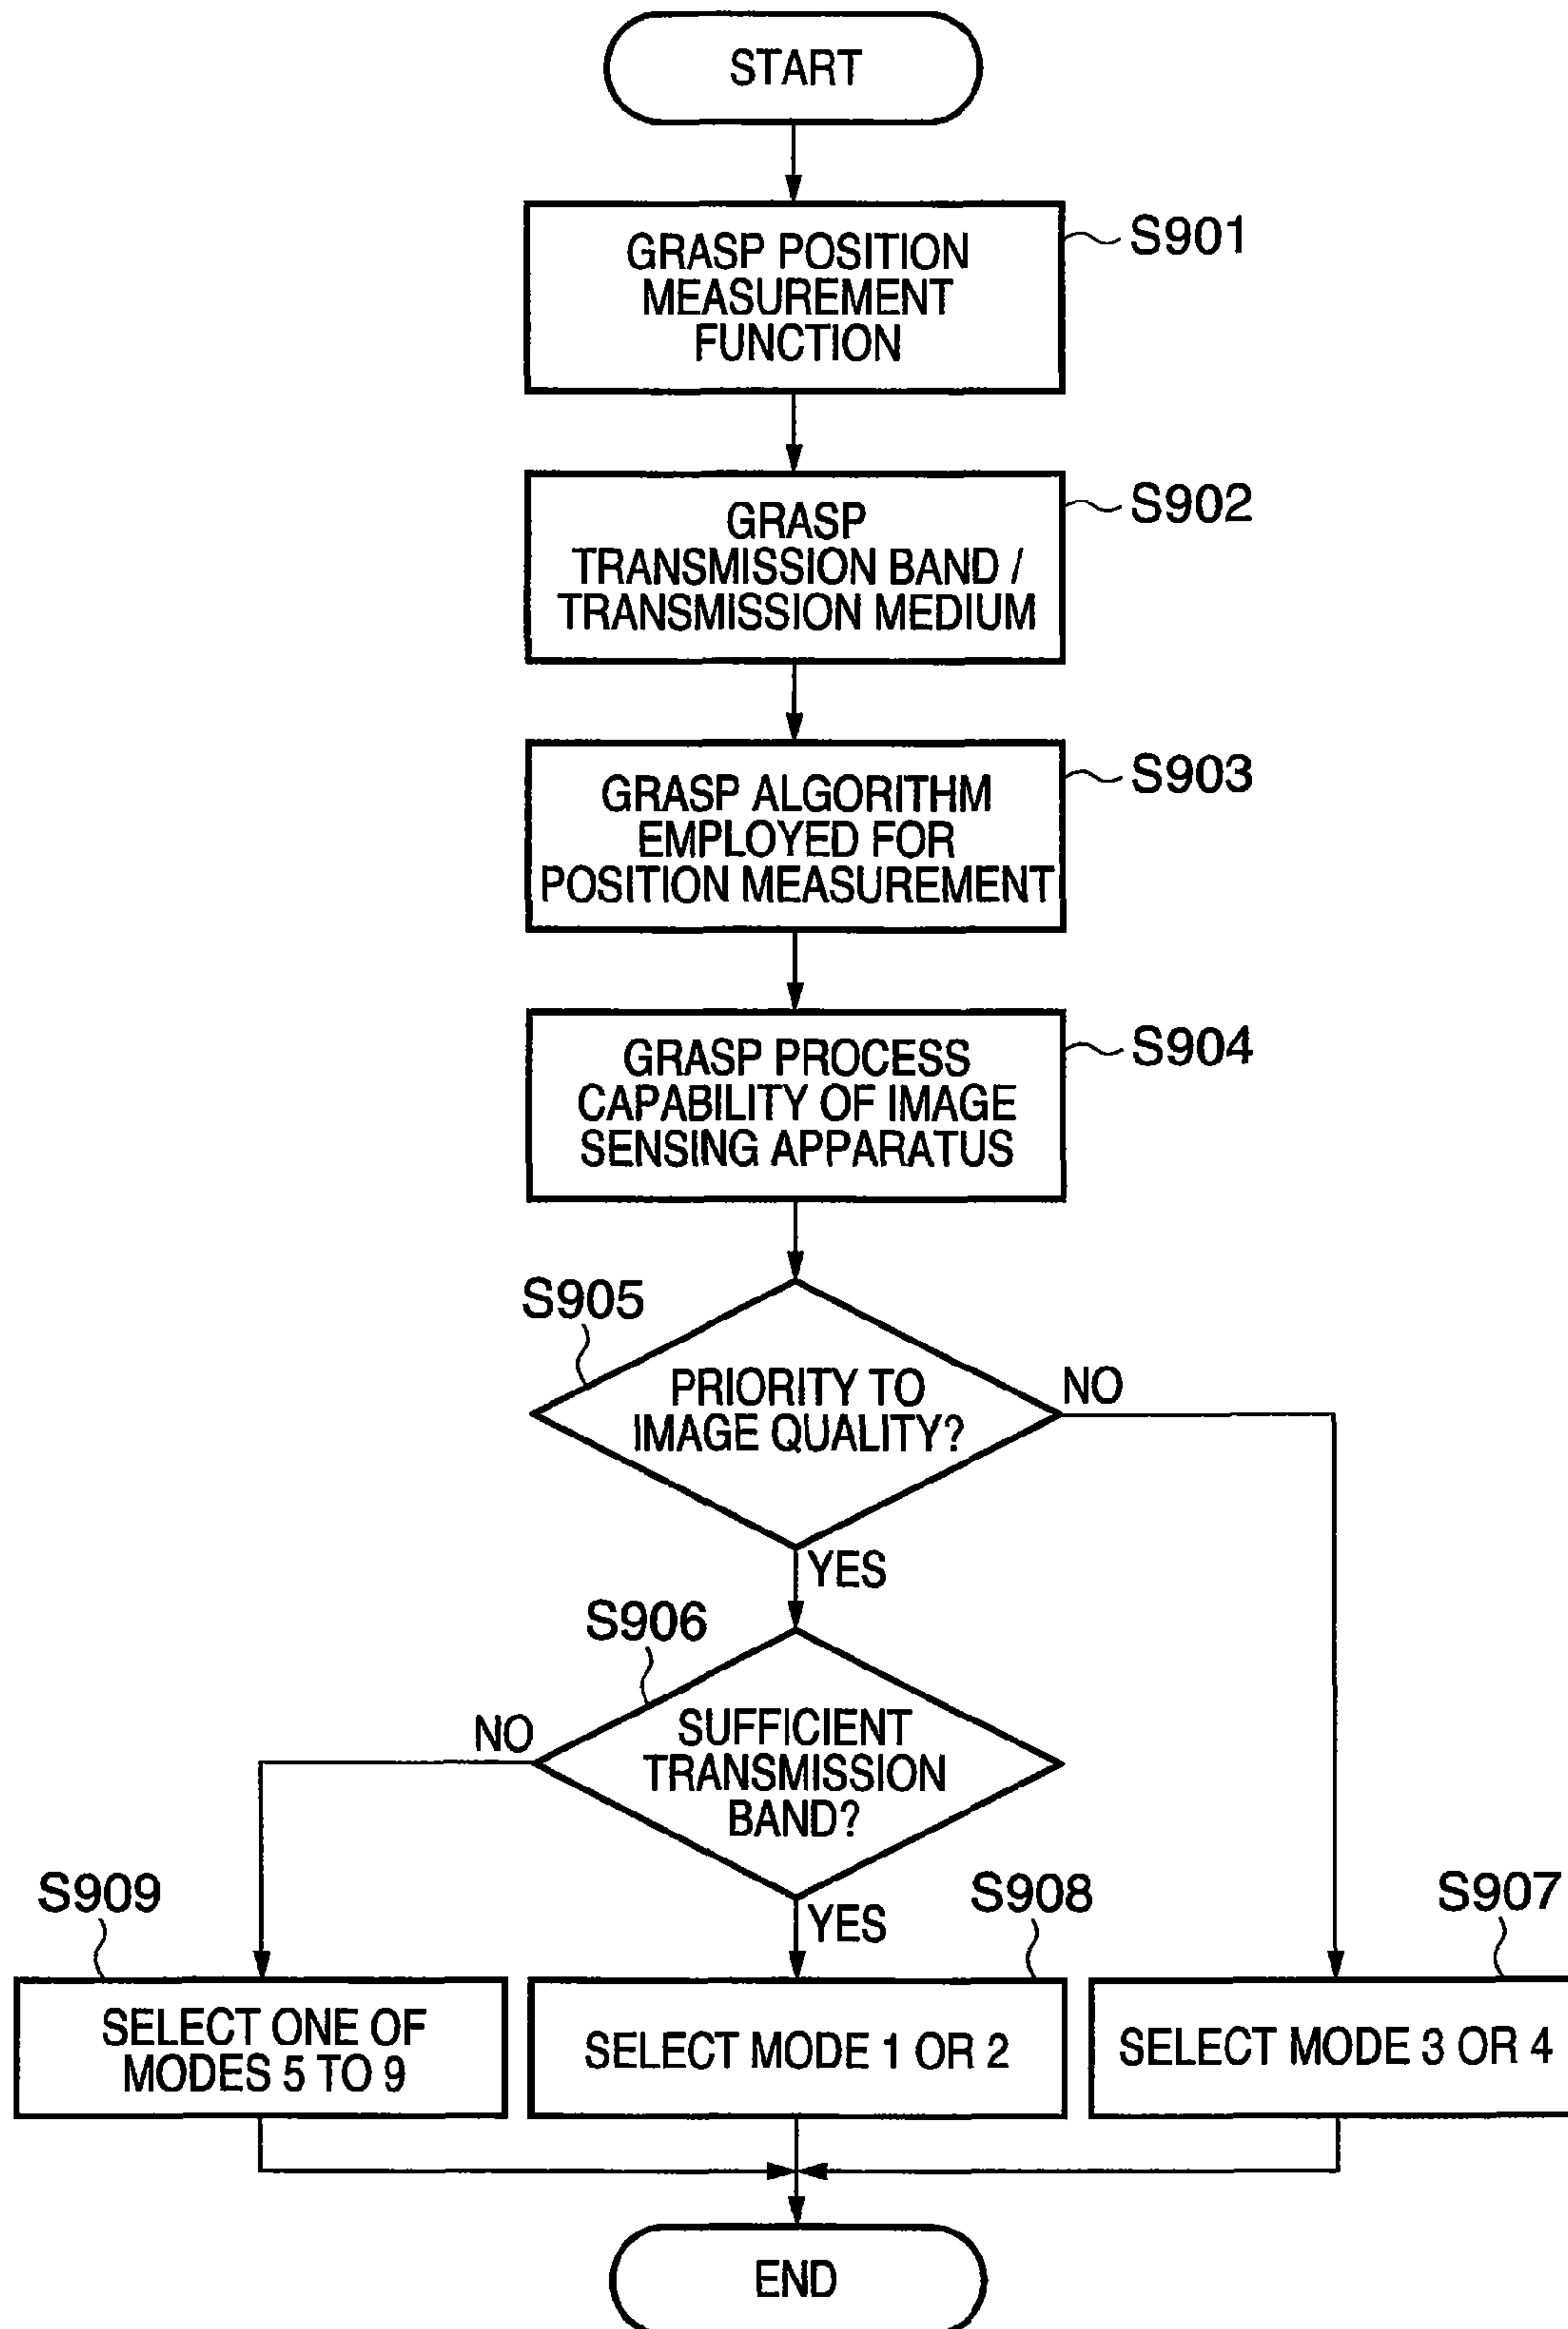 START
GRASP POSITION
MEASUREMENT
FUNCTION
S901
GRASP
TRANSMISSION BAND /
TRANSMISSION MEDIUM
S902
GRASP ALGORITHM
EMPLOYED FOR
POSITION MEASUREMENT
S903
GRASP PROCESS
CAPABILITY OF IMAGE
SENSING APPARATUS
S904
S905
PRIORITY TO
IMAGE QUALITY?
NO
YES
S906
SUFFICIENT
TRANSMISSION
BAND?
NO
YES
S909
SELECT ONE OF
MODES 5 TO 9
S908
SELECT MODE 1 OR 2
S907
SELECT MODE 3 OR 4
END